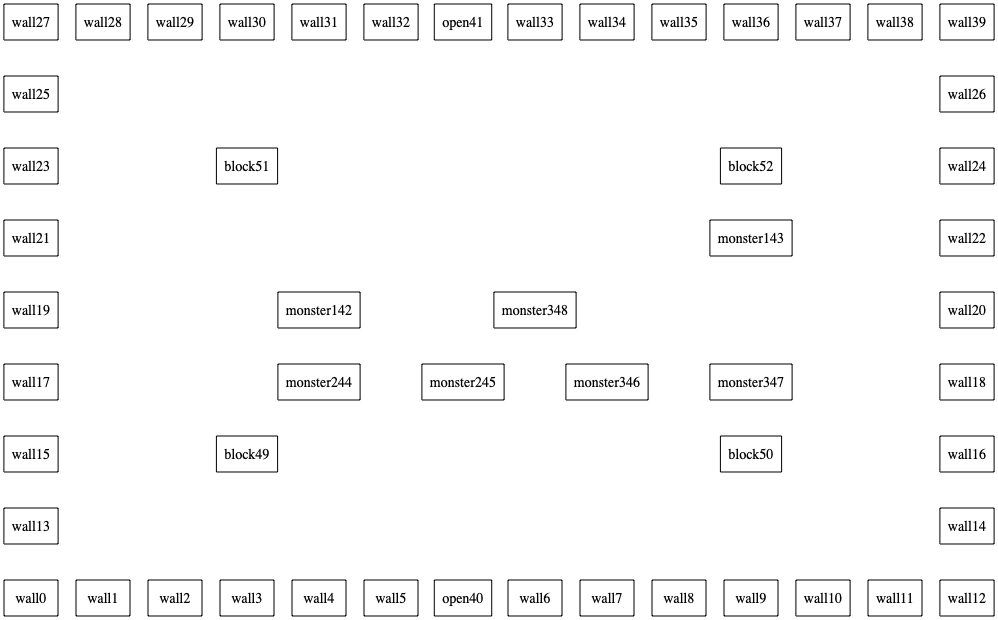 wall27 wall28 wall29 wall30 wall31 wall32 open41 wall33 wall34 wall35 wall36 wall37 wall38 wall39
wall25 wall26
wall23 block51 block52 wall24
wall21 monster143 wall22
wall19 monster142 monster348 wall20
wall17 monster244 monster245 monster346 monster347 wall18
wall15 block49 block50 wall16
wall13 wall14
wall0 wall1 wall2 wall3 wall4 wall5 open40 wall6 wall7 wall8 wall9 wall10 wall11 wall12